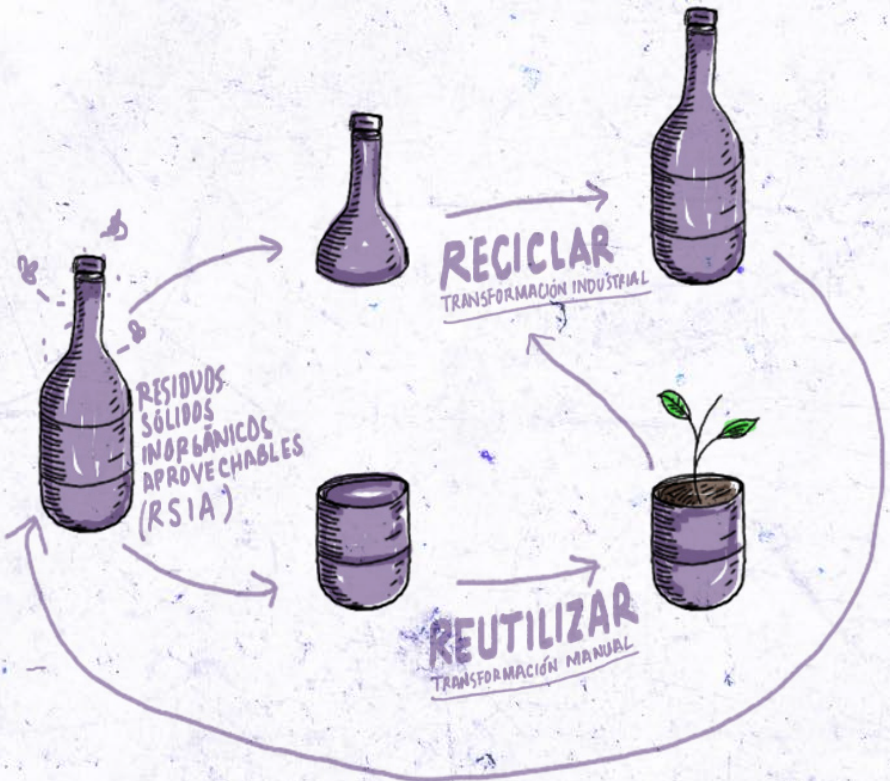 RECICLAR
TRANSFORMACIÓN INDUSTRIAL
RESIDUOS
SÓLIDOS
INORGÁNICOS
APROVECHABLES
(RSIA)
REUTILIZAR
TRANSFORMACIÓN MANUAL